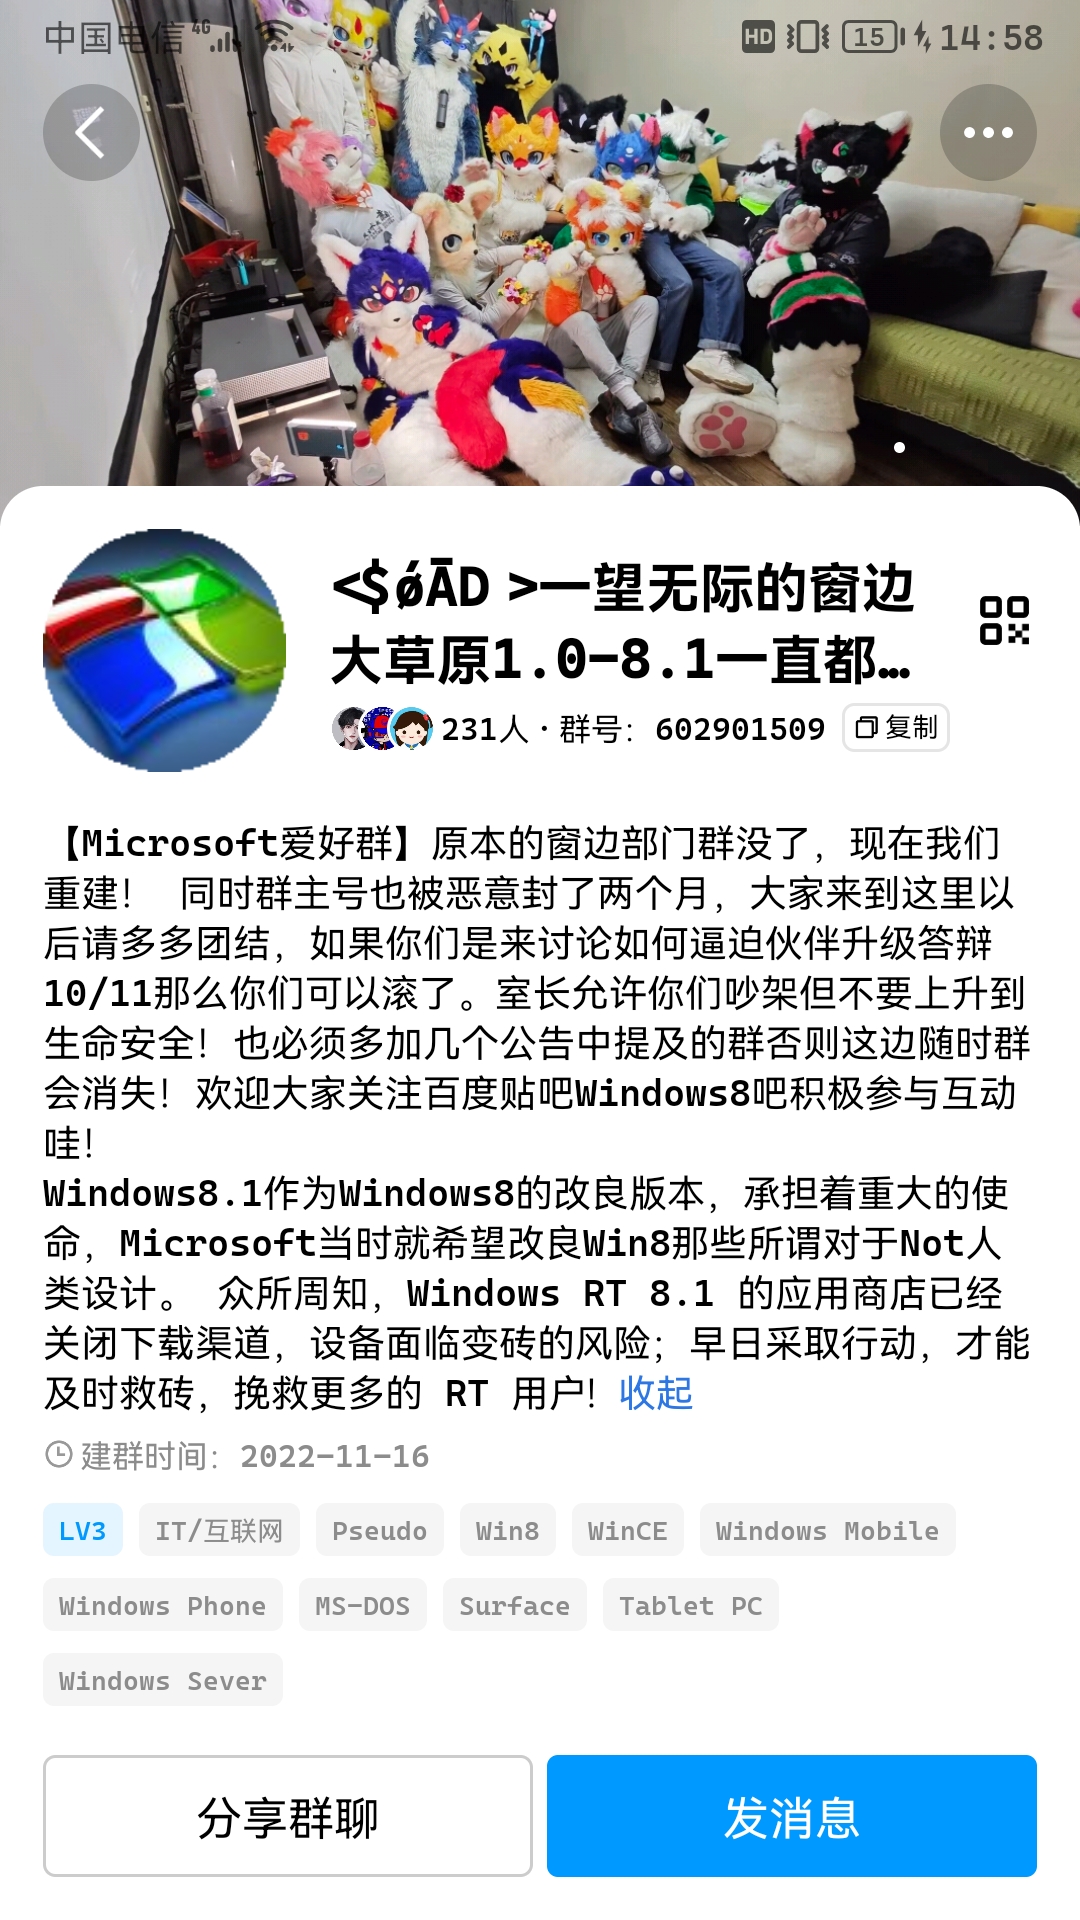 中国电信 4G HD 15 14:58
<$ǿĀD >一望无际的窗边
大草原1.0-8.1一直都…
231人·群号：602901509 复制
【Microsoft爱好群】原本的窗边部门群没了，现在我们
重建！ 同时群主号也被恶意封了两个月，大家来到这里以
后请多多团结，如果你们是来讨论如何逼迫伙伴升级答辩
10/11那么你们可以滚了。室长允许你们吵架但不要上升到
生命安全！也必须多加几个公告中提及的群否则这边随时群
会消失！欢迎大家关注百度贴吧Windows8吧积极参与互动
哇！
Windows8.1作为Windows8的改良版本，承担着重大的使
命，Microsoft当时就希望改良Win8那些所谓对于Not人
类设计。 众所周知，Windows RT 8.1 的应用商店已经
关闭下载渠道，设备面临变砖的风险；早日采取行动，才能
及时救砖，挽救更多的 RT 用户！收起
建群时间：2022-11-16
LV3 IT/互联网 Pseudo Win8 WinCE Windows Mobile
Windows Phone MS-DOS Surface Tablet PC
Windows Sever
分享群聊 发消息